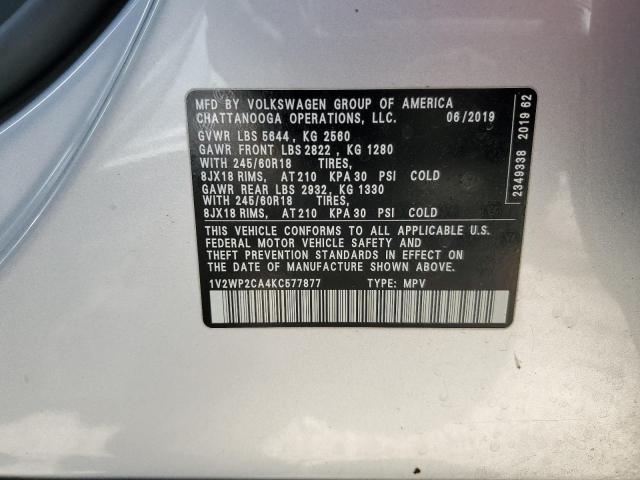 MFD BY VOLKSWAGEN GROUP OF AMERICA
CHATTANOOGA OPERATIONS, LLC. 06/2019
GVWR LBS 5644 , KG 2560
GAWR FRONT LBS 2822 , KG 1280
WITH 245/60R18 TIRES,
8JX18 RIMS, AT 210 KPA 30 PSI COLD
GAWR REAR LBS 2932, KG 1330
WITH 245/60R18 TIRES,
8JX18 RIMS, AT 210 KPA 30 PSI COLD
THIS VEHICLE CONFORMS TO ALL APPLICABLE U.S.
FEDERAL MOTOR VEHICLE SAFETY AND
THEFT PREVENTION STANDARDS IN EFFECT ON
THE DATE OF MANUFACTURE SHOWN ABOVE.
1V2WP2CA4KC577877 TYPE: MPV
2349338 2019 62